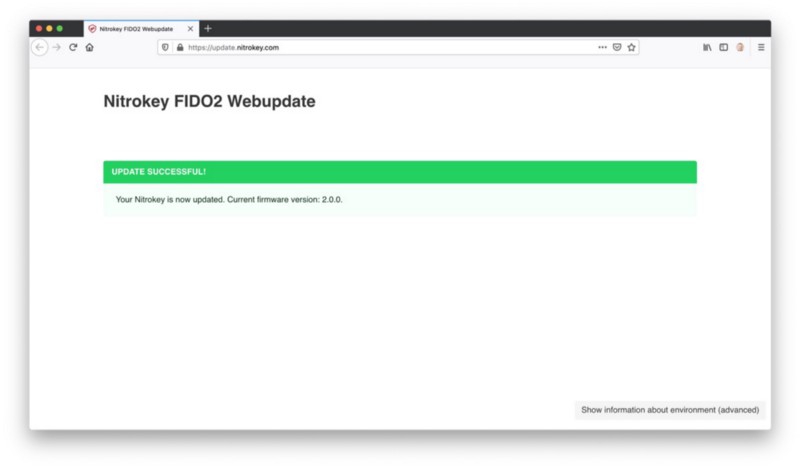 Nitrokey FIDO2 Webupdate
https://update.nitrokey.com
Nitrokey FIDO2 Webupdate
UPDATE SUCCESSFUL!
Your Nitrokey is now updated. Current firmware version: 2.0.0.
Show information about environment (advanced)